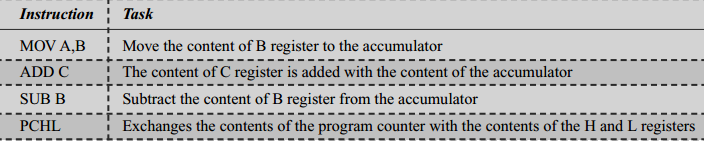 Instruction Task
MOV A,B Move the content of B register to the accumulator
ADD C The content of C register is added with the content of the accumulator
SUB B Subtract the content of B register from the accumulator
PCHL Exchanges the contents of the program counter with the contents of the H and L registers